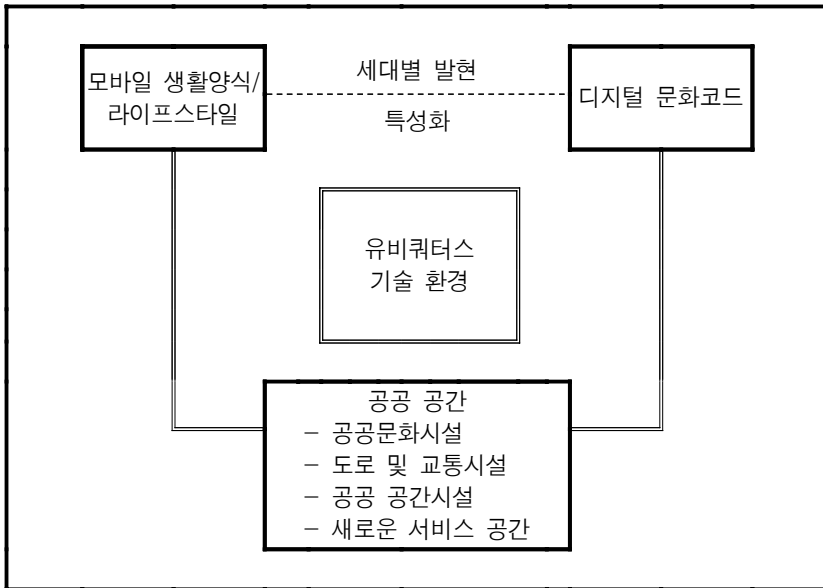 모바일 생활양식/
라이프스타일
세대별 발현
특성화
디지털 문화코드
유비쿼터스
기술 환경
공공 공간
- 공공문화시설
- 도로 및 교통시설
- 공공 공간시설
- 새로운 서비스 공간